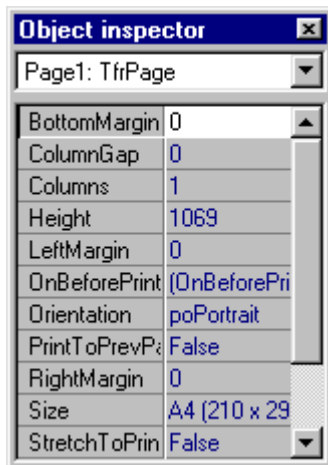 Object inspector
Page1: TfrPage
BottomMargin 0
ColumnGap 0
Columns 1
Height 1069
LeftMargin 0
OnBeforePrint (OnBeforePri
Orientation poPortrait
PrintToPrevPa False
RightMargin 0
Size A4 (210 x 29
StretchToPrin False